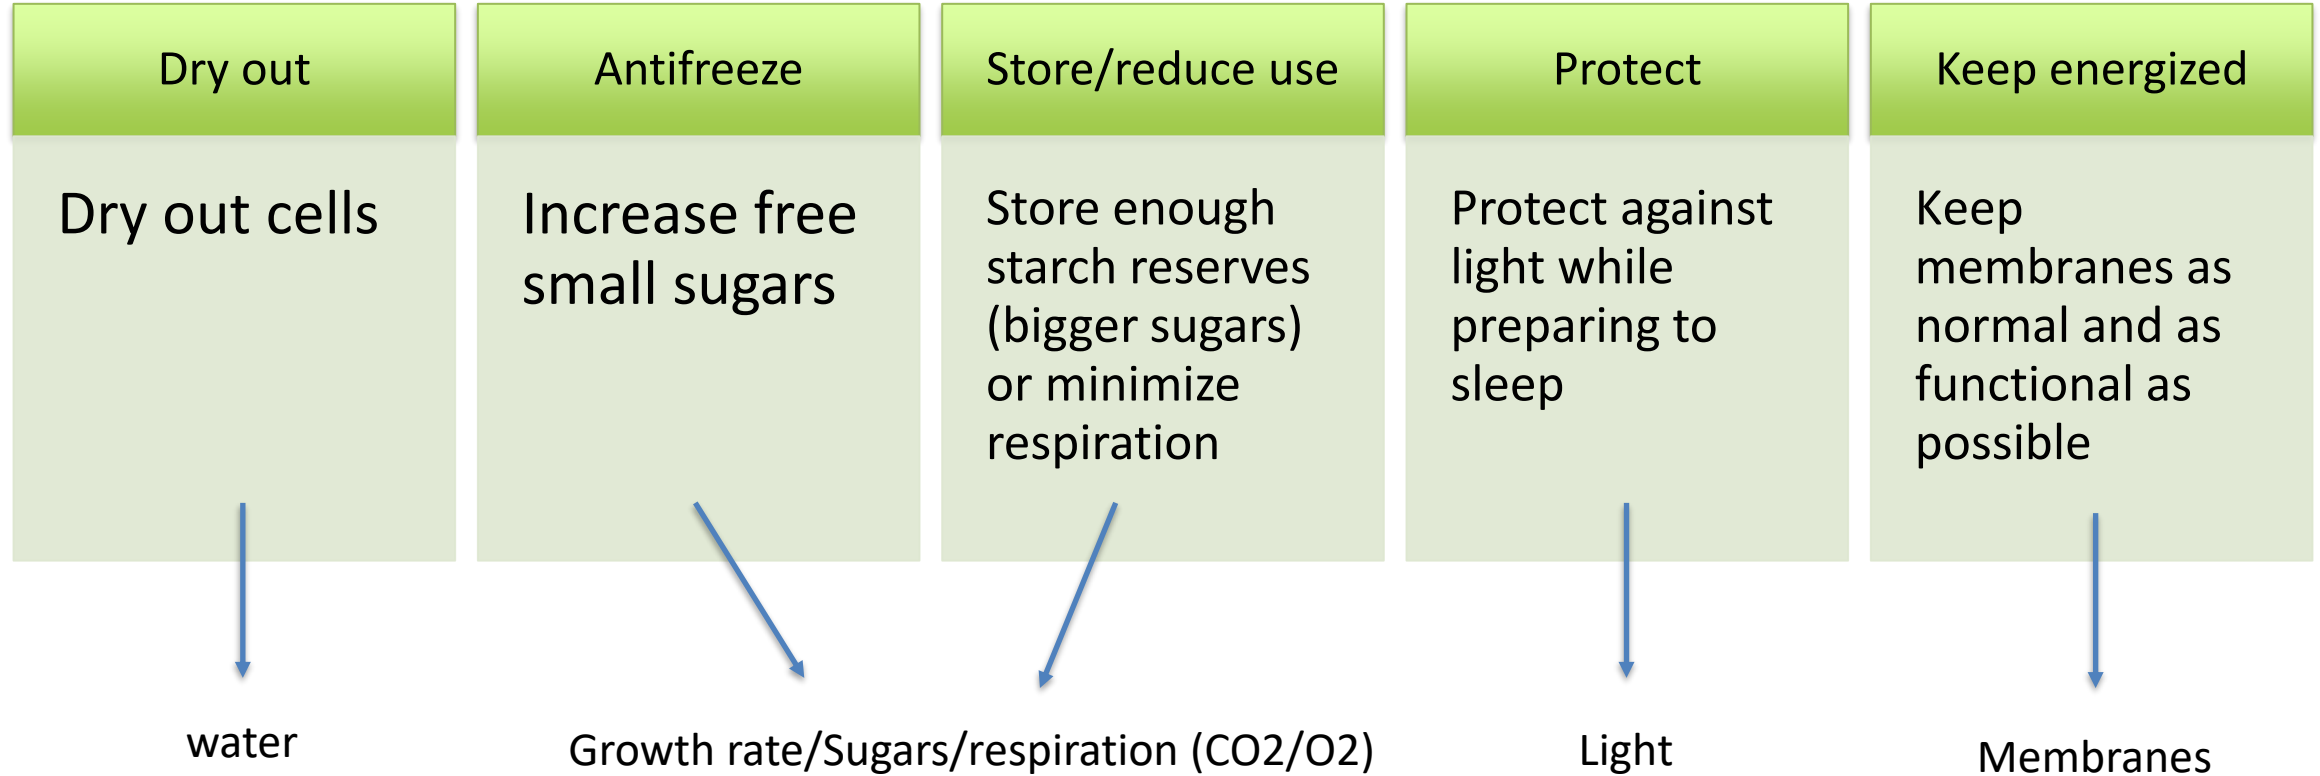 Dry out
Antifreeze
Store/reduce use
Protect
Keep energized
Dry out cells
Increase free
small sugars
Store enough
starch reserves
(bigger sugars)
or minimize
respiration
Protect against
light while
preparing to
sleep
Keep
membranes as
normal and as
functional as
possible
water
Growth rate/Sugars/respiration (CO2/O2)
Light
Membranes